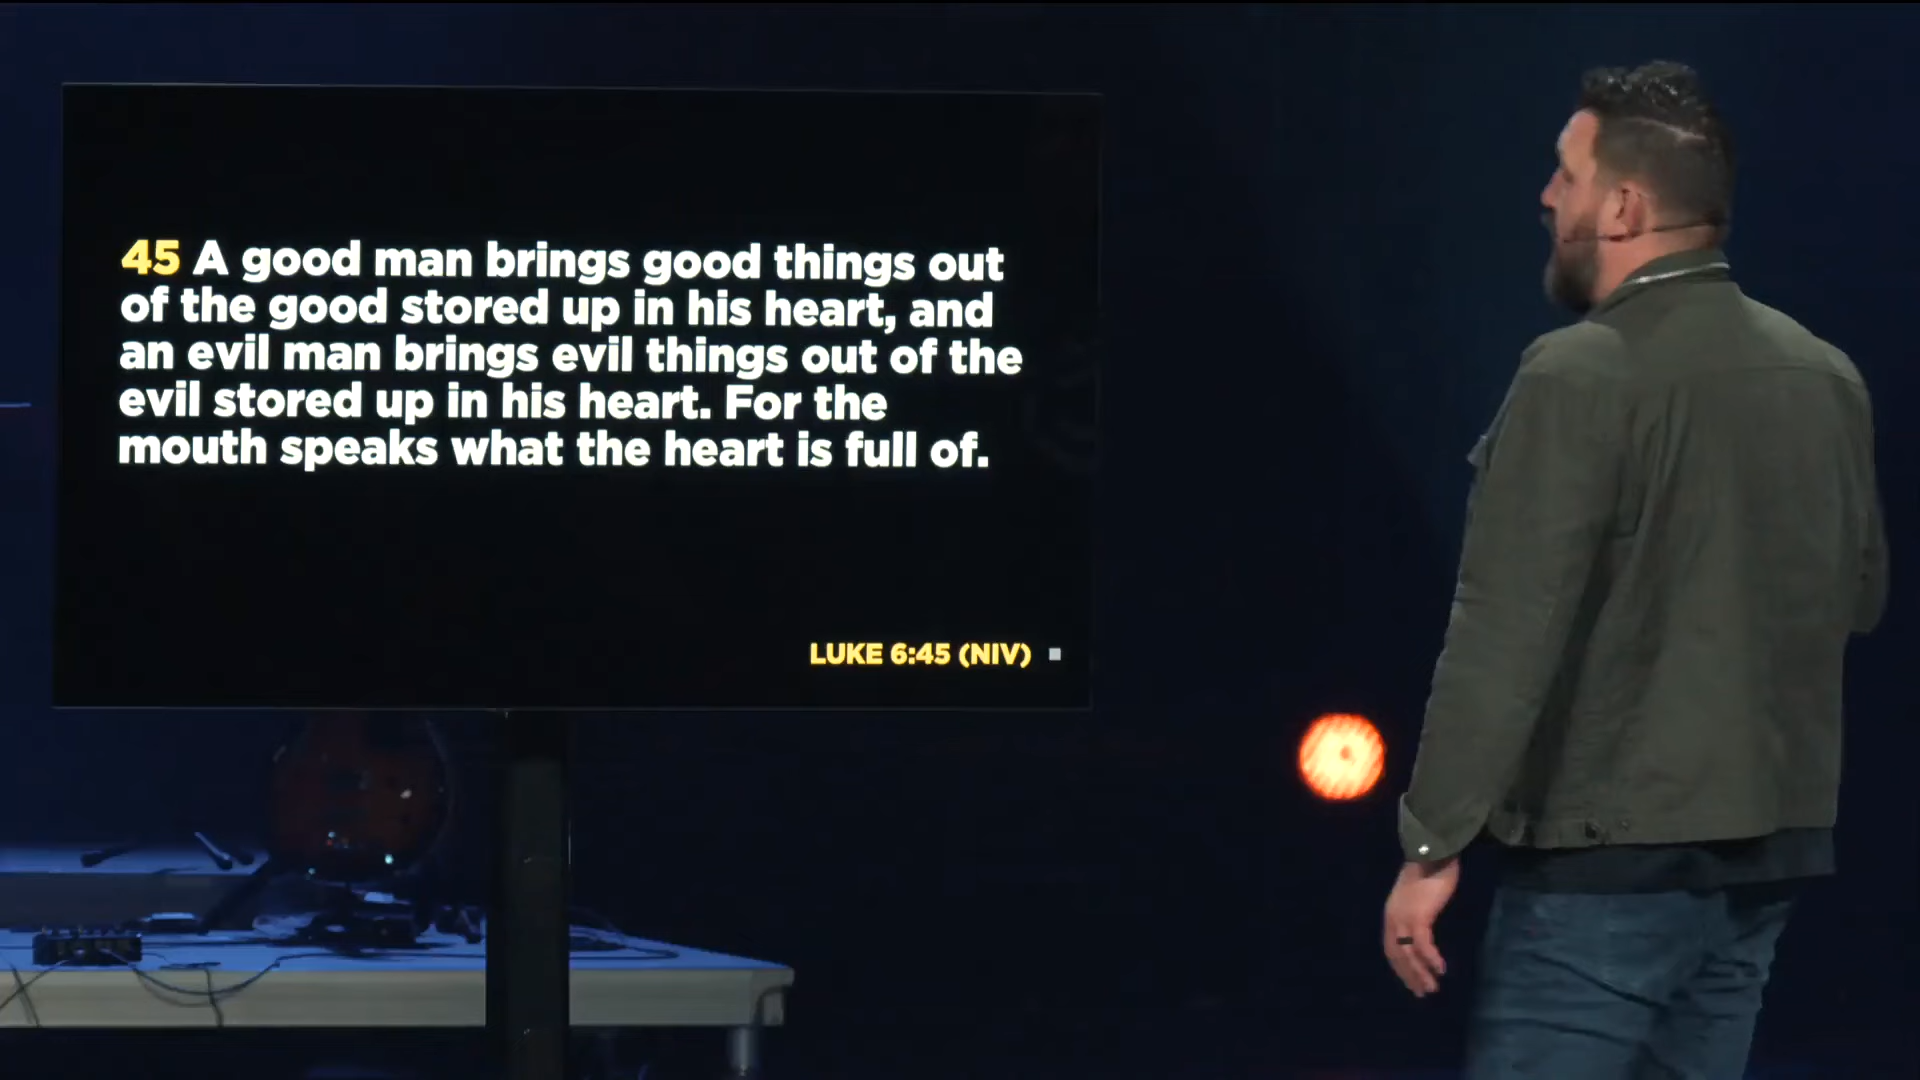 45 A good man brings good things out
of the good stored up in his heart, and
an evil man brings evil things out of the
evil stored up in his heart. For the
mouth speaks what the heart is full of.
LUKE 6:45 (NIV)